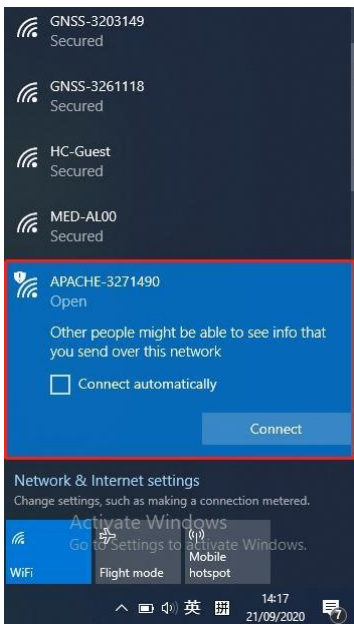 GNSS-3203149
Secured
GNSS-3261118
Secured
HC-Guest
Secured
MED-AL00
Secured
APACHE-3271490
Open
Other people might be able to see info that
you send over this network
Connect automatically
Connect
Network & Internet settings
Change settings, such as making a connection metered.
Activate Windows
Go to Settings to activate Windows.
WiFi
Flight mode
Mobile
hotspot
英 拼
14:17
21/09/2020
7